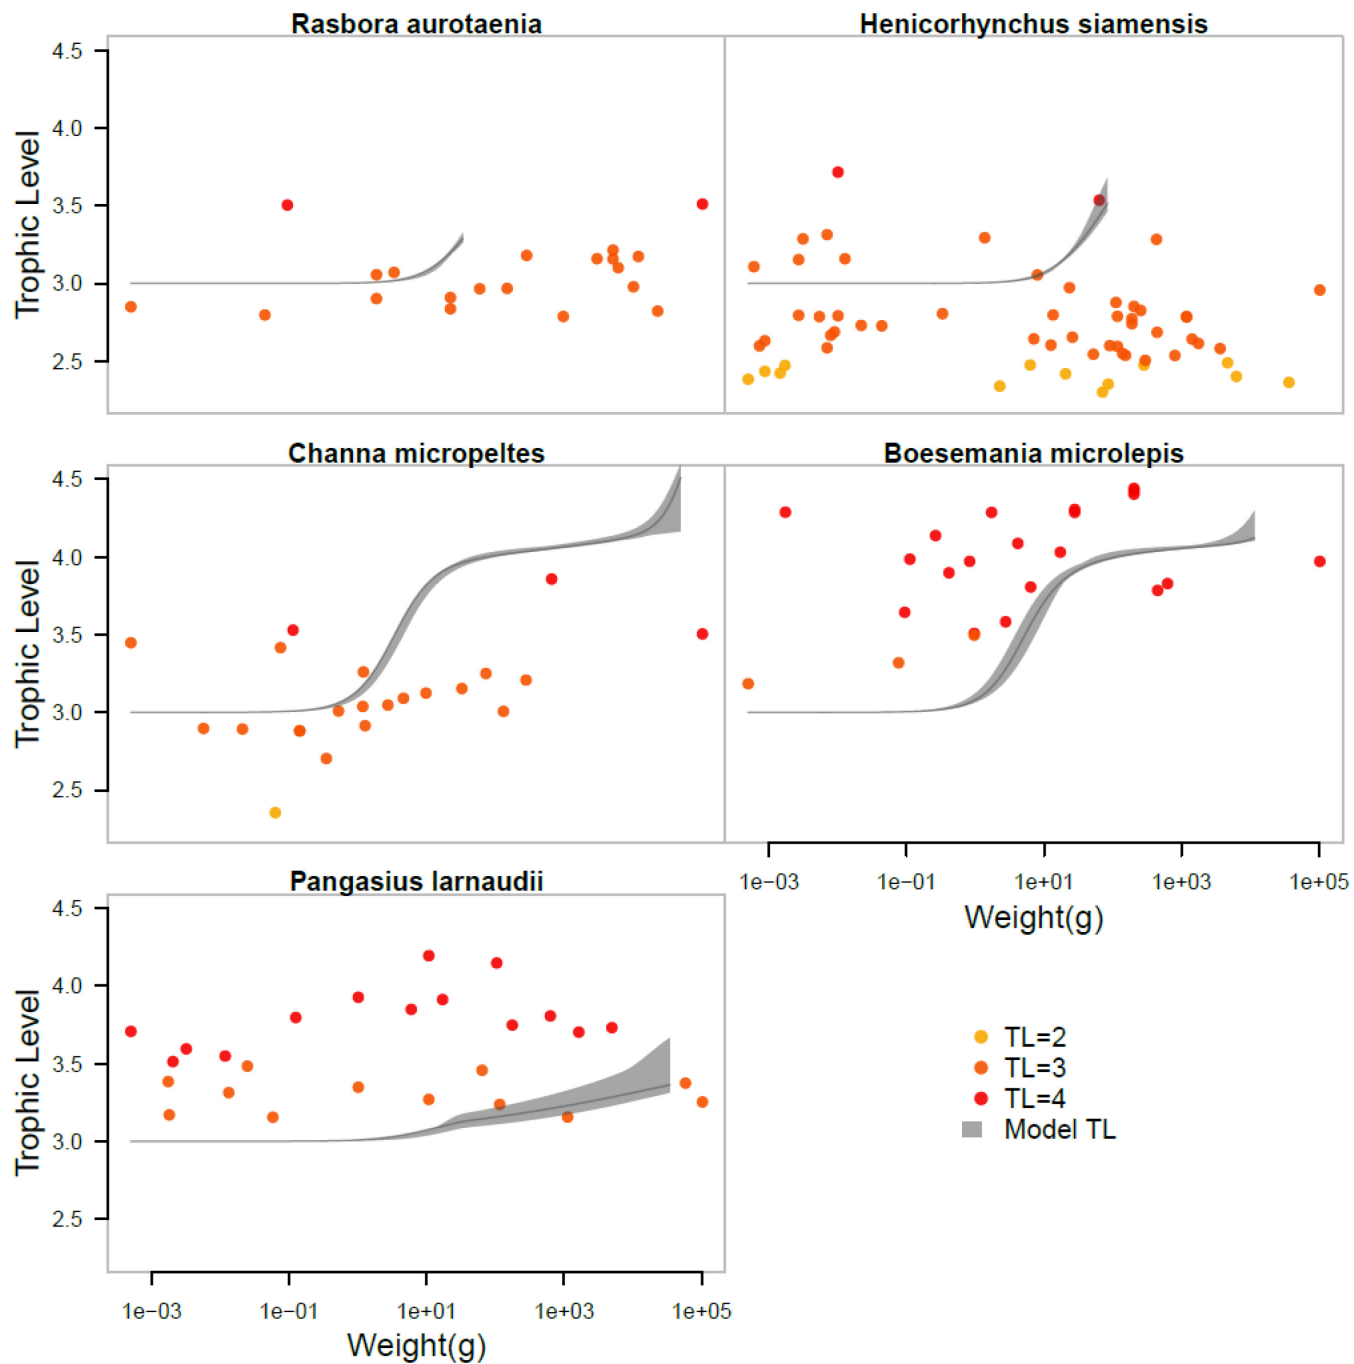 Rasbora aurotaenia
Henicorhynchus siamensis
4.5
4.0
3.5
3.0
2.5
Trophic Level
Channa micropeltes
Boesemania microlepis
4.5
4.0
3.5
3.0
2.5
Trophic Level
1e−03
1e−01
1e+01
1e+03
1e+05
Weight(g)
Pangasius larnaudii
4.5
4.0
3.5
3.0
2.5
Trophic Level
TL=2
TL=3
TL=4
Model TL
1e−03
1e−01
1e+01
1e+03
1e+05
Weight(g)